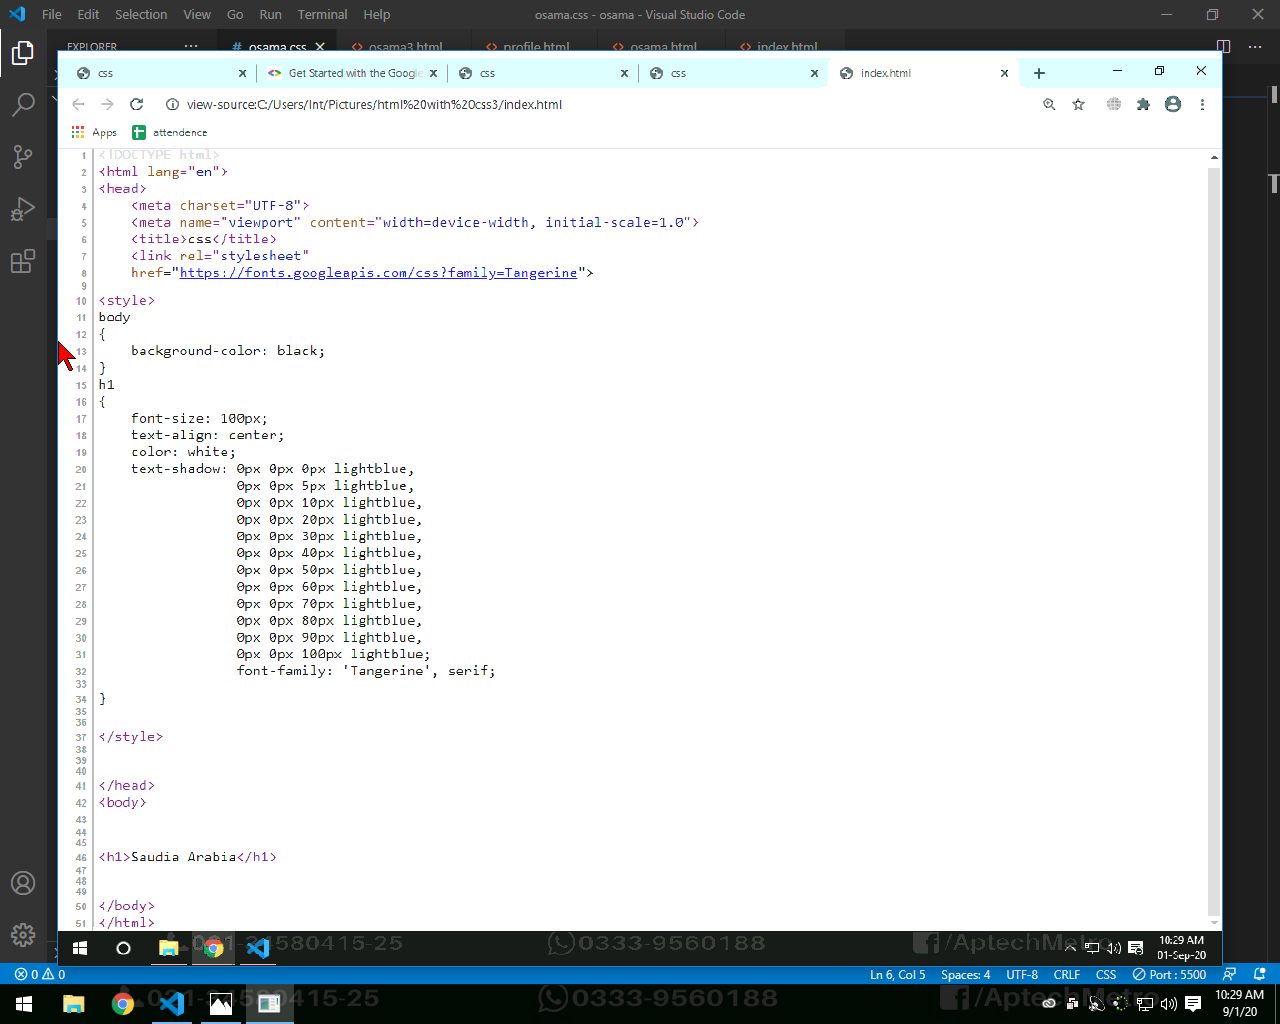 File Edit Selection View Go Run Terminal Help osama.css - osama - Visual Studio Code
EXPLORER ... # osama.css osama3.html profile.html osama.html index.html
css Get Started with the Google css css index.html
view-source:C:/Users/Int/Pictures/html%20with%20css3/index.html
Apps attendence
1 <!DOCTYPE html>
2 <html lang="en">
3 <head>
4 <meta charset="UTF-8">
5 <meta name="viewport" content="width=device-width, initial-scale=1.0">
6 <title>css</title>
7 <link rel="stylesheet"
8 href="https://fonts.googleapis.com/css?family=Tangerine">
9
10 <style>
11 body
12 {
13 background-color: black;
14 }
15 h1
16 {
17 font-size: 100px;
18 text-align: center;
19 color: white;
20 text-shadow: 0px 0px 0px lightblue,
21 0px 0px 5px lightblue,
22 0px 0px 10px lightblue,
23 0px 0px 20px lightblue,
24 0px 0px 30px lightblue,
25 0px 0px 40px lightblue,
26 0px 0px 50px lightblue,
27 0px 0px 60px lightblue,
28 0px 0px 70px lightblue,
29 0px 0px 80px lightblue,
30 0px 0px 90px lightblue,
31 0px 0px 100px lightblue;
32 font-family: 'Tangerine', serif;
33
34 }
35
36
37 </style>
38
39
40
41 </head>
42 <body>
43
44
45
46 <h1>Saudia Arabia</h1>
47
48
49
50 </body>
51 </html>
0333-9560188 /AptechMetro 10:29 AM
01-Sep-20
0 0 Ln 6, Col 5 Spaces: 4 UTF-8 CRLF CSS Port : 5500
0333-9560188 /AptechMetro 10:29 AM
9/1/20